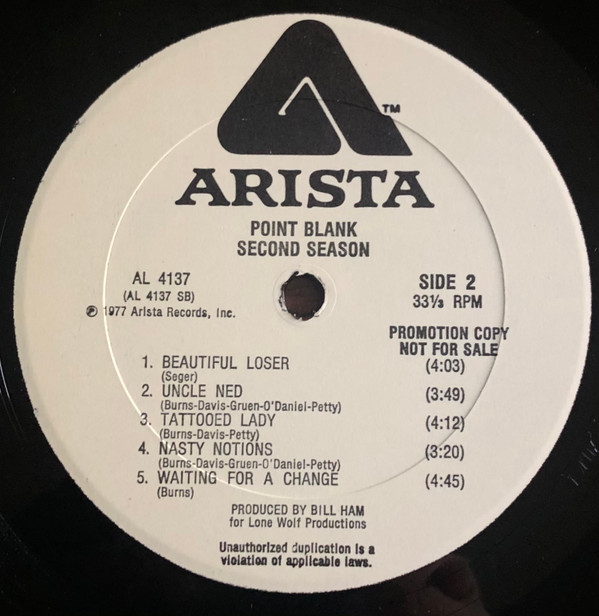 ™
ARISTA
POINT BLANK
SECOND SEASON
AL 4137
(AL 4137 SB)
℗ 1977 Arista Records, Inc.
SIDE 2
33⅓ RPM
PROMOTION COPY
NOT FOR SALE
1. BEAUTIFUL LOSER (4:03)
(Seger)
2. UNCLE NED (3:49)
(Burns-Davis-Gruen-O'Daniel-Petty)
3. TATTOOED LADY (4:12)
(Burns-Davis-Petty)
4. NASTY NOTIONS (3:20)
(Burns-Davis-Gruen-O'Daniel-Petty)
5. WAITING FOR A CHANGE (4:45)
(Burns)
PRODUCED BY BILL HAM
for Lone Wolf Productions
Unauthorized duplication is a
violation of applicable laws.